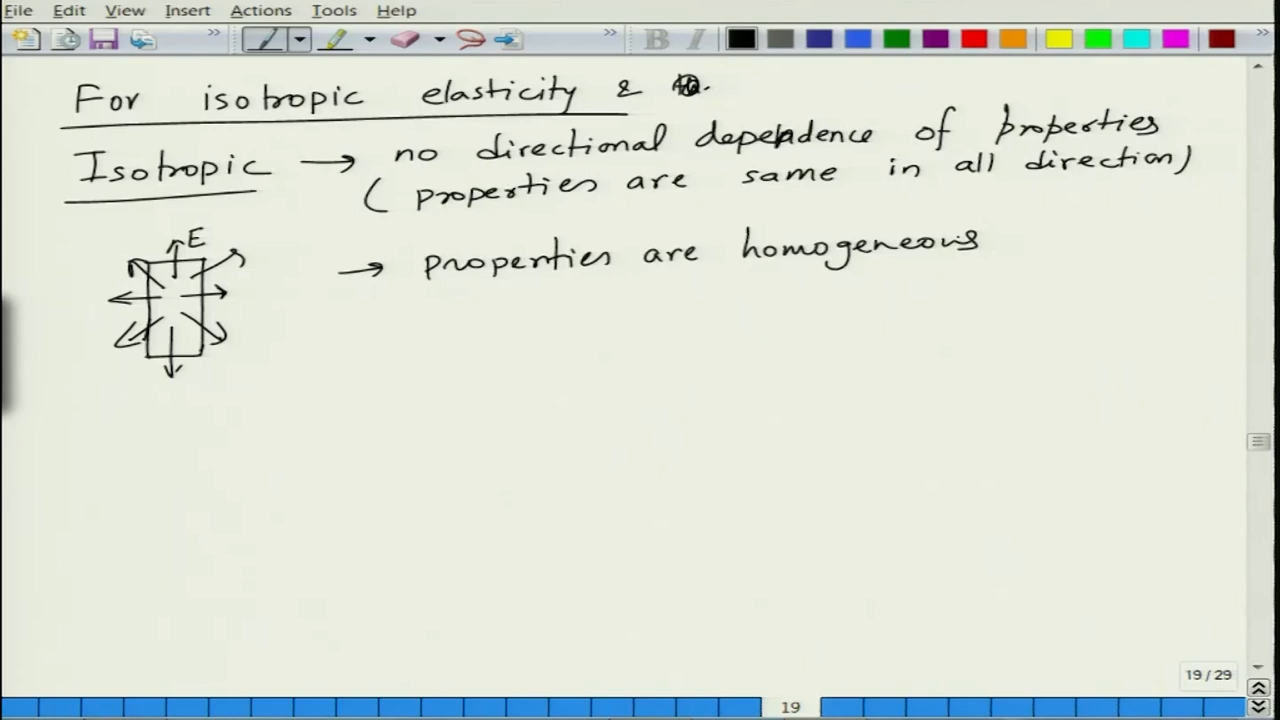 File Edit View Insert Actions Tools Help
For isotropic elasticity &
Isotropic → no directional dependence of properties
( properties are same in all direction)
E
→ properties are homogeneous
19 / 29
19